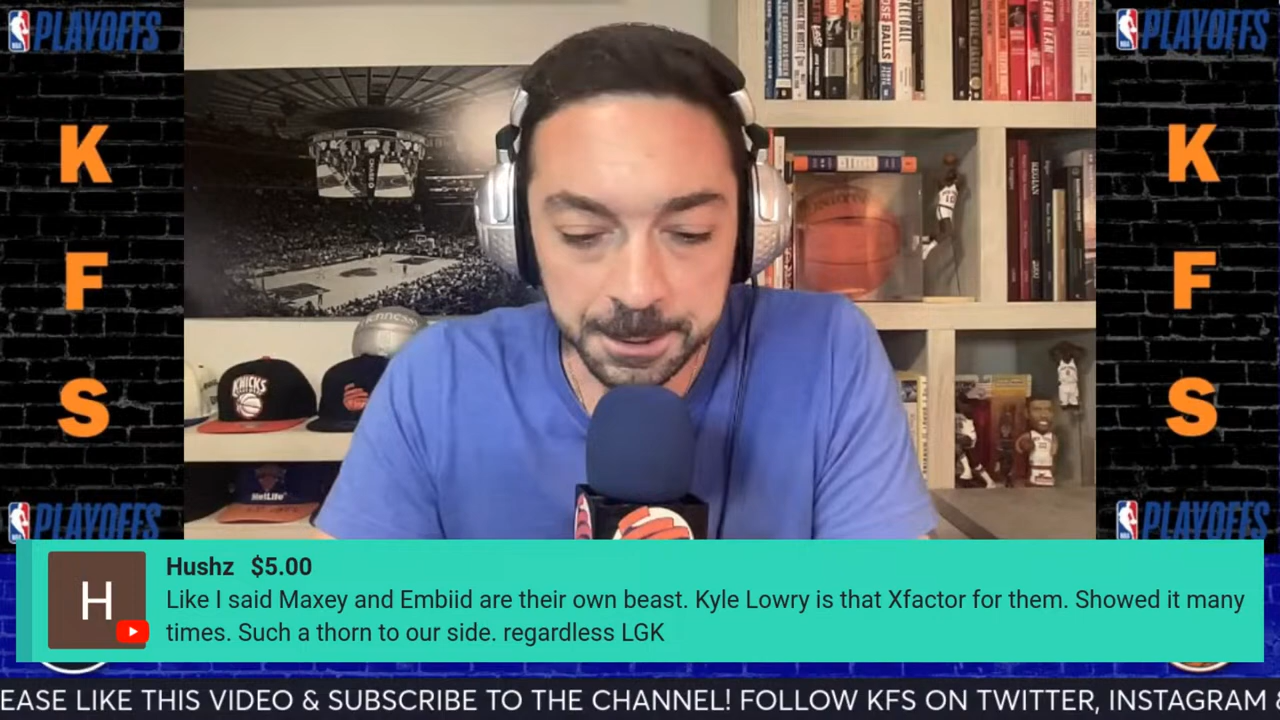 PLAYOFFS
PLAYOFFS
K
F
S
K
F
S
KNICKS
MetLife
PLAYOFFS
PLAYOFFS
H
Hushz $5.00
Like I said Maxey and Embiid are their own beast. Kyle Lowry is that Xfactor for them. Showed it many
times. Such a thorn to our side. regardless LGK
EASE LIKE THIS VIDEO & SUBSCRIBE TO THE CHANNEL! FOLLOW KFS ON TWITTER, INSTAGRAM &